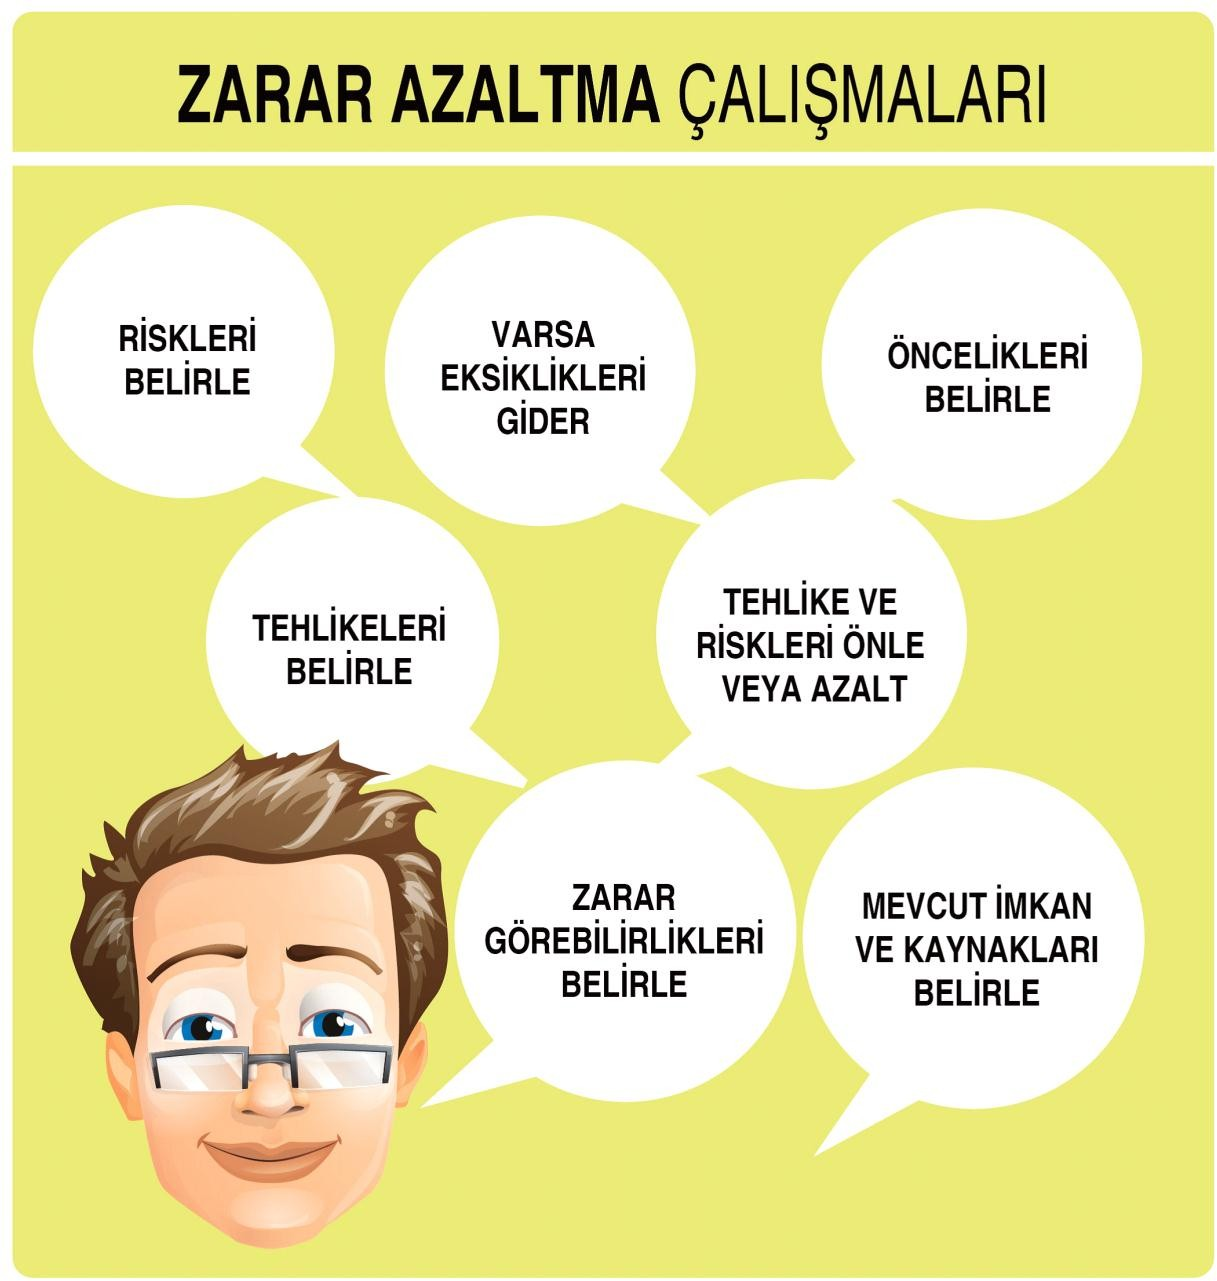 ZARAR AZALTMA ÇALIŞMALARI
RİSKLERİ
BELİRLE
VARSA
EKSİKLİKLERİ
GİDER
ÖNCELİKLERİ
BELİRLE
TEHLİKELERİ
BELİRLE
TEHLİKE VE
RİSKLERİ ÖNLE
VEYA AZALT
ZARAR
GÖREBİLİRLİKLERİ
BELİRLE
MEVCUT İMKAN
VE KAYNAKLARI
BELİRLE